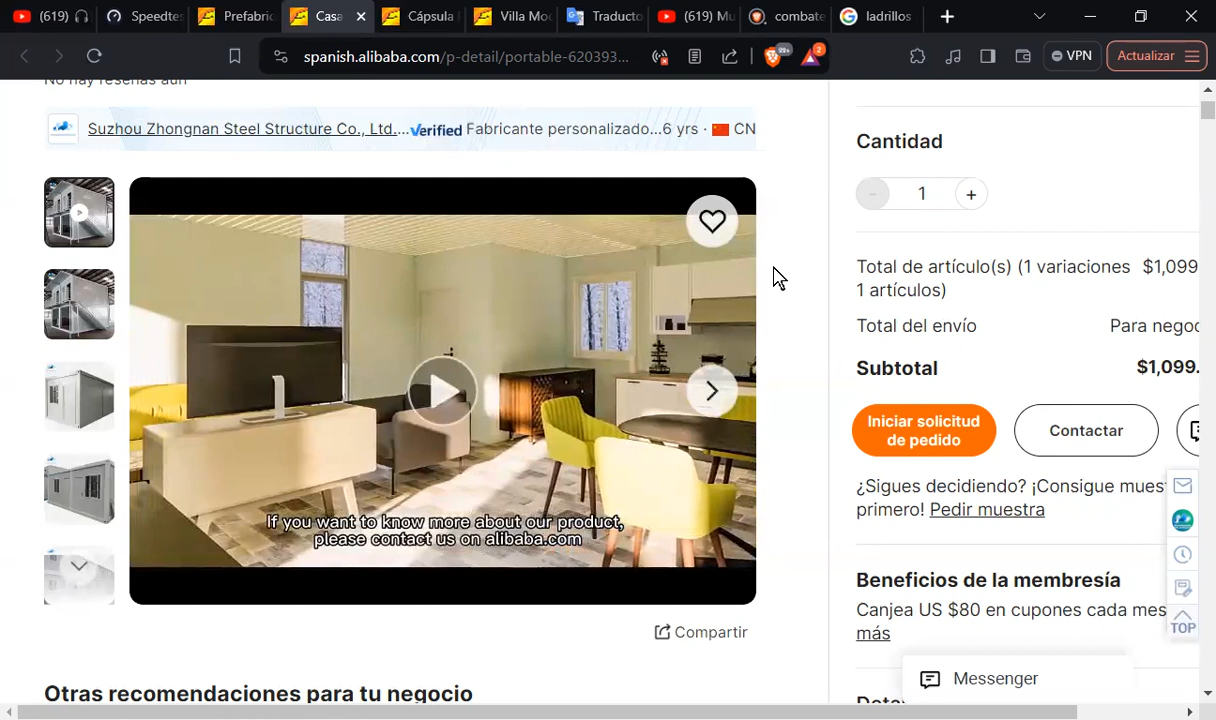 (619)
Speedtes
Prefabric
Casa
Cápsula
Villa Mo
Traducto
(619) Mu
combate
ladrillos
spanish.alibaba.com/p-detail/portable-620393...
99+
2
VPN
Actualizar
No hay reseñas aún
Suzhou Zhongnan Steel Structure Co., Ltd....
Verified Fabricante personalizado...6 yrs · CN
If you want to know more about our product,
please contact us on alibaba.com
Compartir
Otras recomendaciones para tu negocio
Cantidad
1
Total de artículo(s) (1 variaciones $1,099
1 artículos)
Total del envío Para negoc
Subtotal $1,099.
Iniciar solicitud
de pedido
Contactar
¿Sigues decidiendo? ¡Consigue mues
primero! Pedir muestra
Beneficios de la membresía
Canjea US $80 en cupones cada mes
más
TOP
Messenger